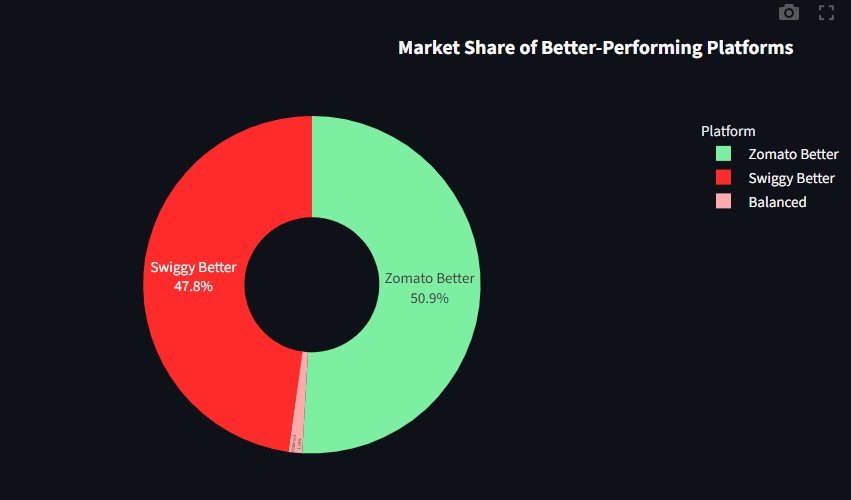 Market Share of Better-Performing Platforms
Platform
Zomato Better
Swiggy Better
Balanced
Swiggy Better
47.8%
Zomato Better
50.9%